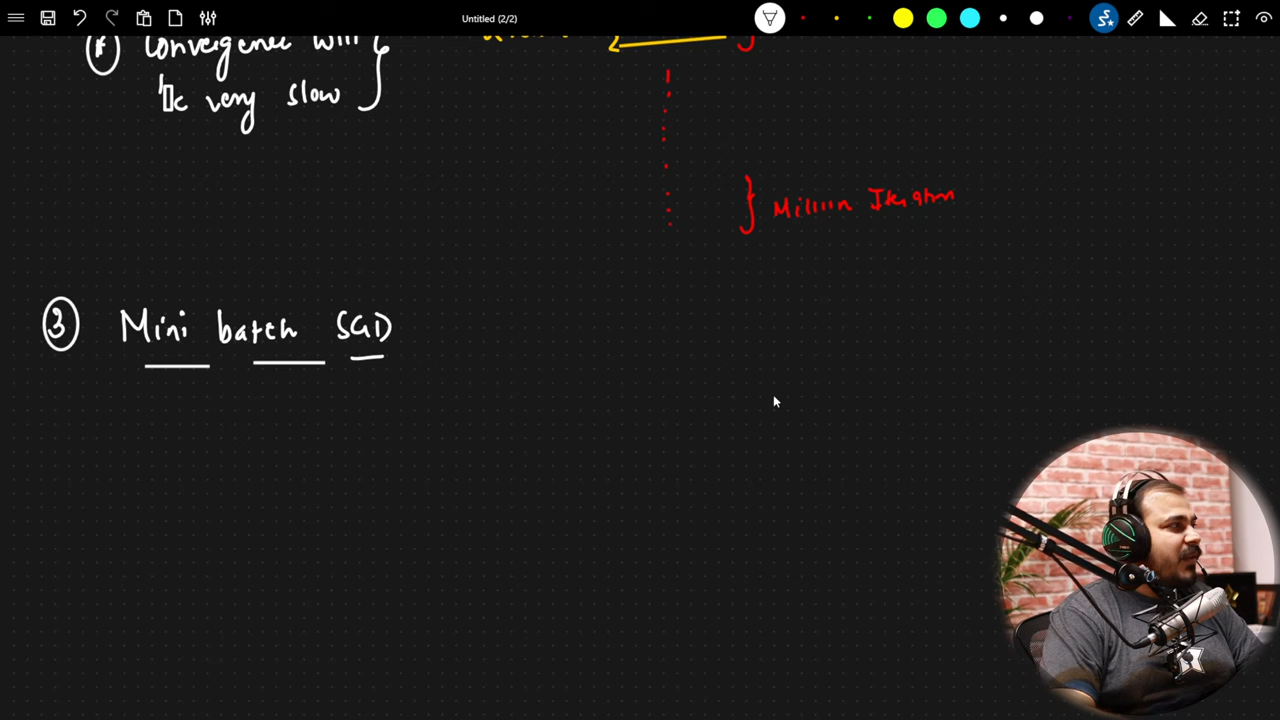 Untitled (2/2)
(*) Convergence will
be very slow
} Million Iteration
③ Mini batch SGD